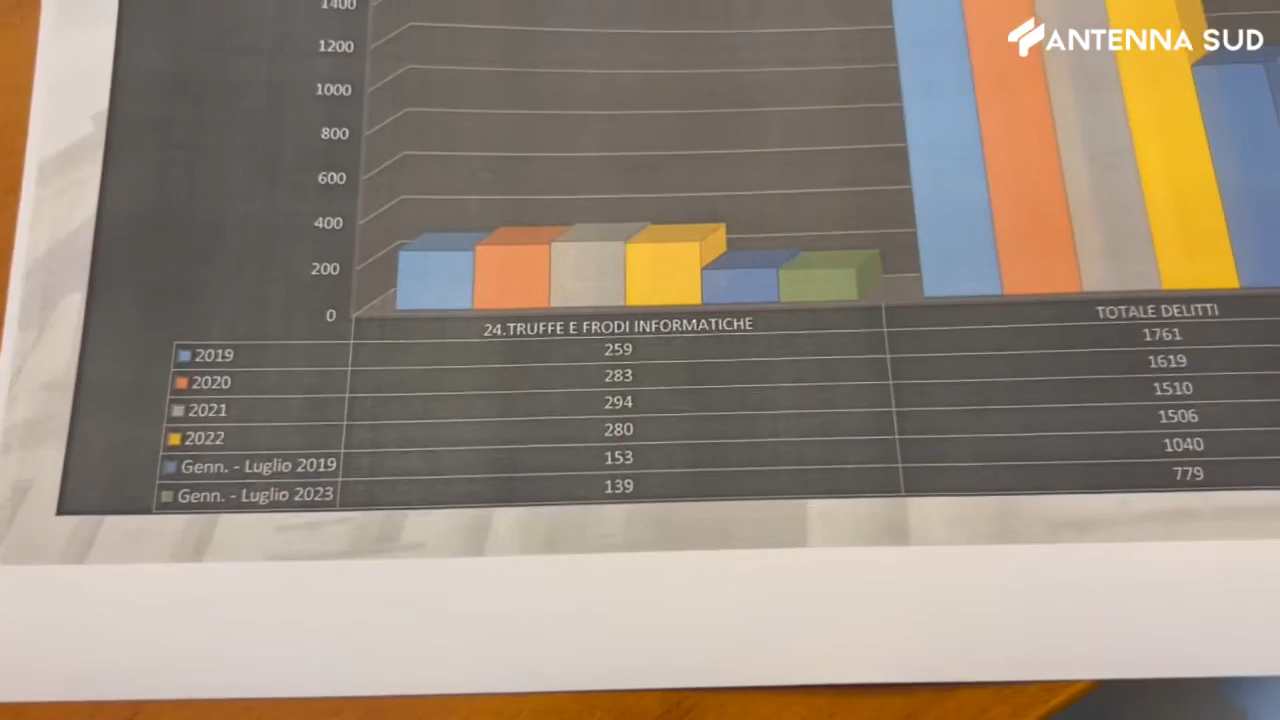 1400
1200
1000
800
600
400
200
0
ANTENNA SUD
24.TRUFFE E FRODI INFORMATICHE TOTALE DELITTI
2019 259 1761
2020 283 1619
2021 294 1510
2022 280 1506
Genn. - Luglio 2019 153 1040
Genn. - Luglio 2023 139 779